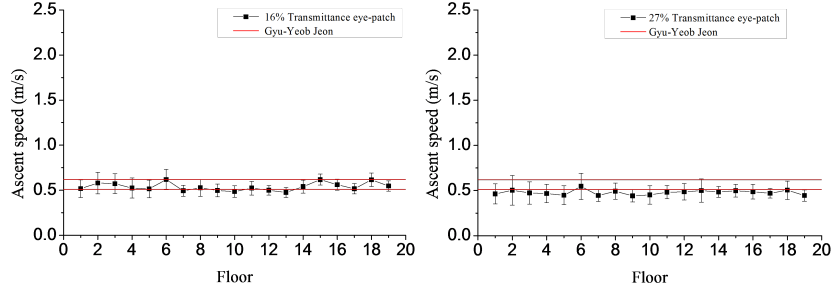 2.5
2.0
1.5
1.0
0.5
0.0
Ascent speed (m/s)
16% Transmittance eye-patch
Gyu-Yeob Jeon
0 2 4 6 8 10 12 14 16 18 20
Floor
2.5
2.0
1.5
1.0
0.5
0.0
Ascent speed (m/s)
27% Transmittance eye-patch
Gyu-Yeob Jeon
0 2 4 6 8 10 12 14 16 18 20
Floor